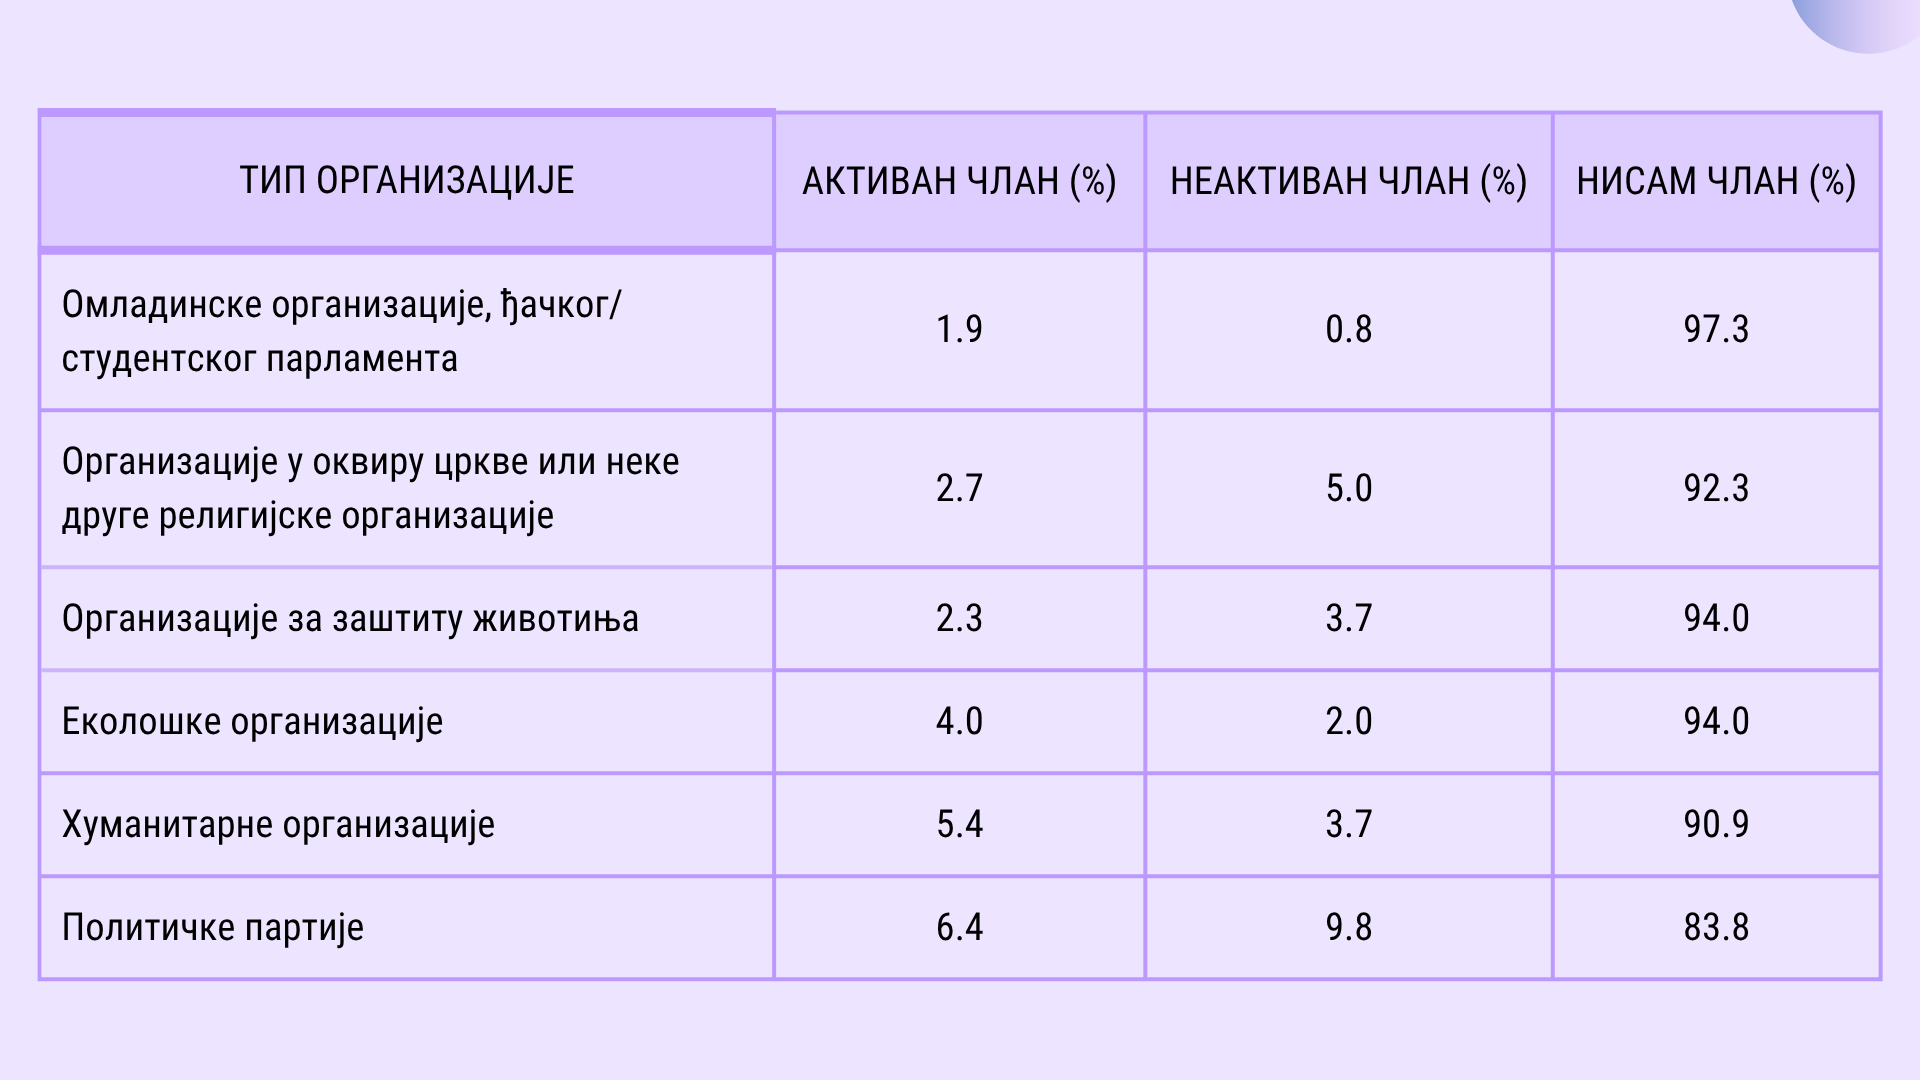 ТИП ОРГАНИЗАЦИЈЕ АКТИВАН ЧЛАН (%) НЕАКТИВАН ЧЛАН (%) НИСАМ ЧЛАН (%)
Омладинске организације, ђачког/
студентског парламента
1.9 0.8 97.3
Организације у оквиру цркве или неке
друге религијске организације
2.7 5.0 92.3
Организације за заштиту животиња 2.3 3.7 94.0
Еколошке организације 4.0 2.0 94.0
Хуманитарне организације 5.4 3.7 90.9
Политичке партије 6.4 9.8 83.8